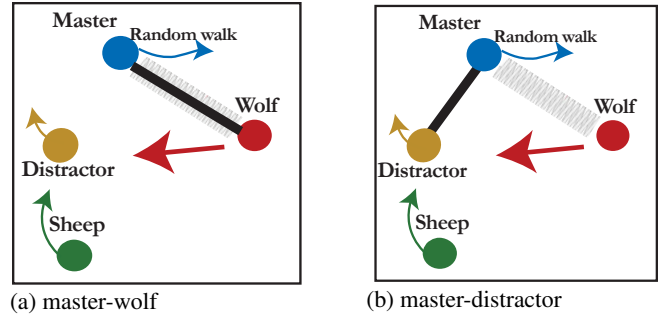 Master
Random walk
Wolf
Distractor
Sheep
(a) master-wolf
Master
Random walk
Wolf
Distractor
Sheep
(b) master-distractor